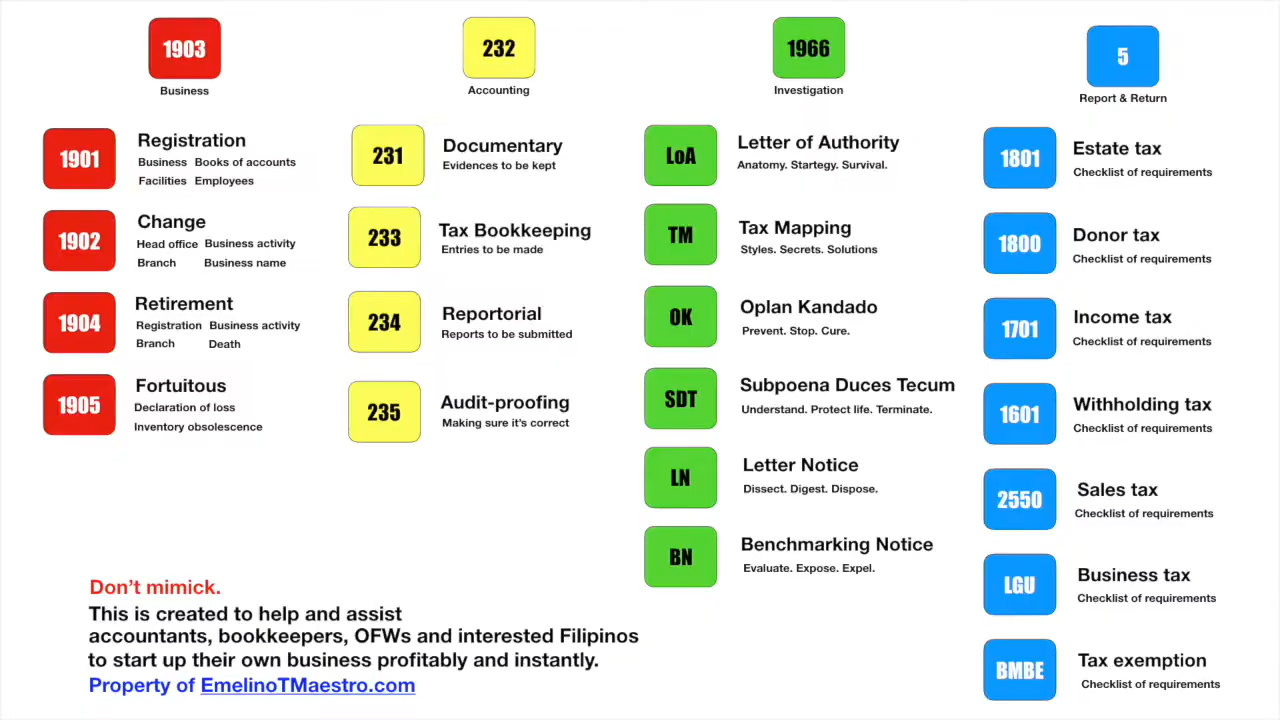 1903
Business
1901
Registration
Business Books of accounts
Facilities Employees
1902
Change
Head office Business activity
Branch Business name
1904
Retirement
Registration Business activity
Branch Death
1905
Fortuitous
Declaration of loss
Inventory obsolescence
232
Accounting
231
Documentary
Evidences to be kept
233
Tax Bookkeeping
Entries to be made
234
Reportorial
Reports to be submitted
235
Audit-proofing
Making sure it's correct
1966
Investigation
LoA
Letter of Authority
Anatomy. Startegy. Survival.
TM
Tax Mapping
Styles. Secrets. Solutions
OK
Oplan Kandado
Prevent. Stop. Cure.
SDT
Subpoena Duces Tecum
Understand. Protect life. Terminate.
LN
Letter Notice
Dissect. Digest. Dispose.
BN
Benchmarking Notice
Evaluate. Expose. Expel.
5
Report & Return
1801
Estate tax
Checklist of requirements
1800
Donor tax
Checklist of requirements
1701
Income tax
Checklist of requirements
1601
Withholding tax
Checklist of requirements
2550
Sales tax
Checklist of requirements
LGU
Business tax
Checklist of requirements
BMBE
Tax exemption
Checklist of requirements
Don't mimick.
This is created to help and assist
accountants, bookkeepers, OFWs and interested Filipinos
to start up their own business profitably and instantly.
Property of EmelinoTMaestro.com